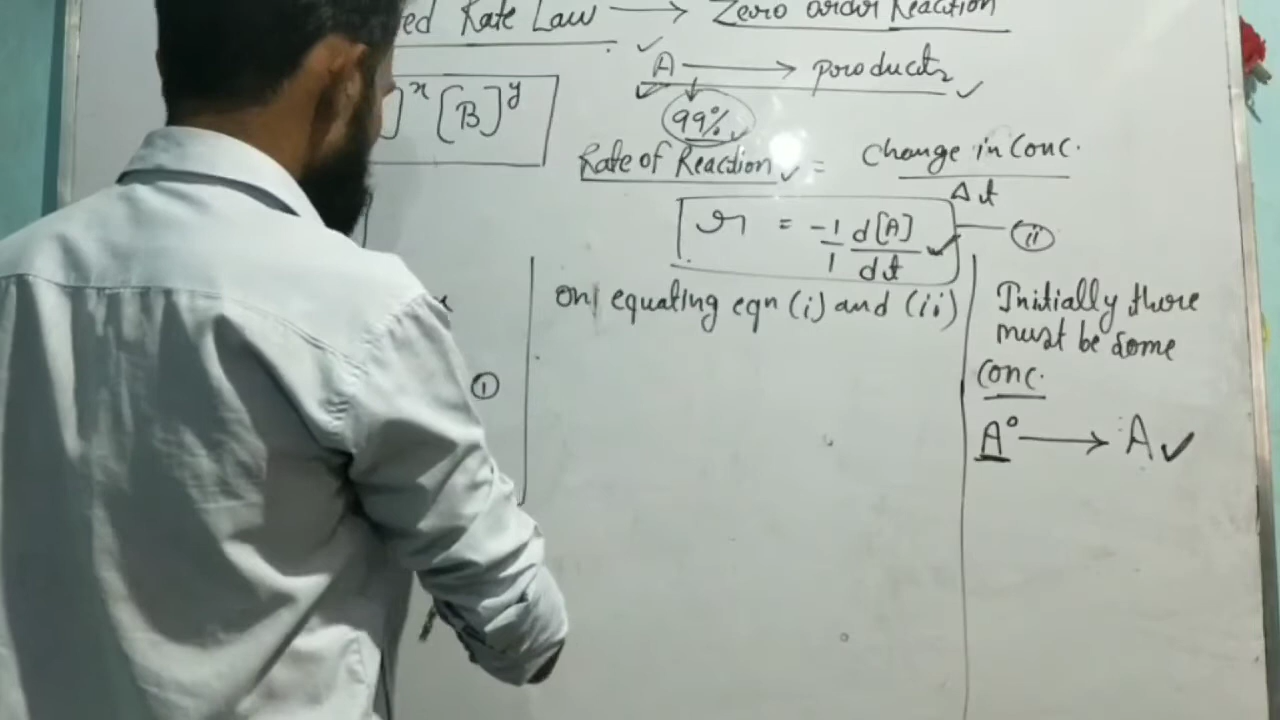 ed Rate Law → Zero order Reaction
A → products
99%
]ˣ [B]ʸ
Rate of Reaction = Change in Conc. / Δt
r = -1/1 d[A]/dt — (ii)
①
on equating eqn (i) and (ii)
Initially there
must be some
Conc.
A° → A